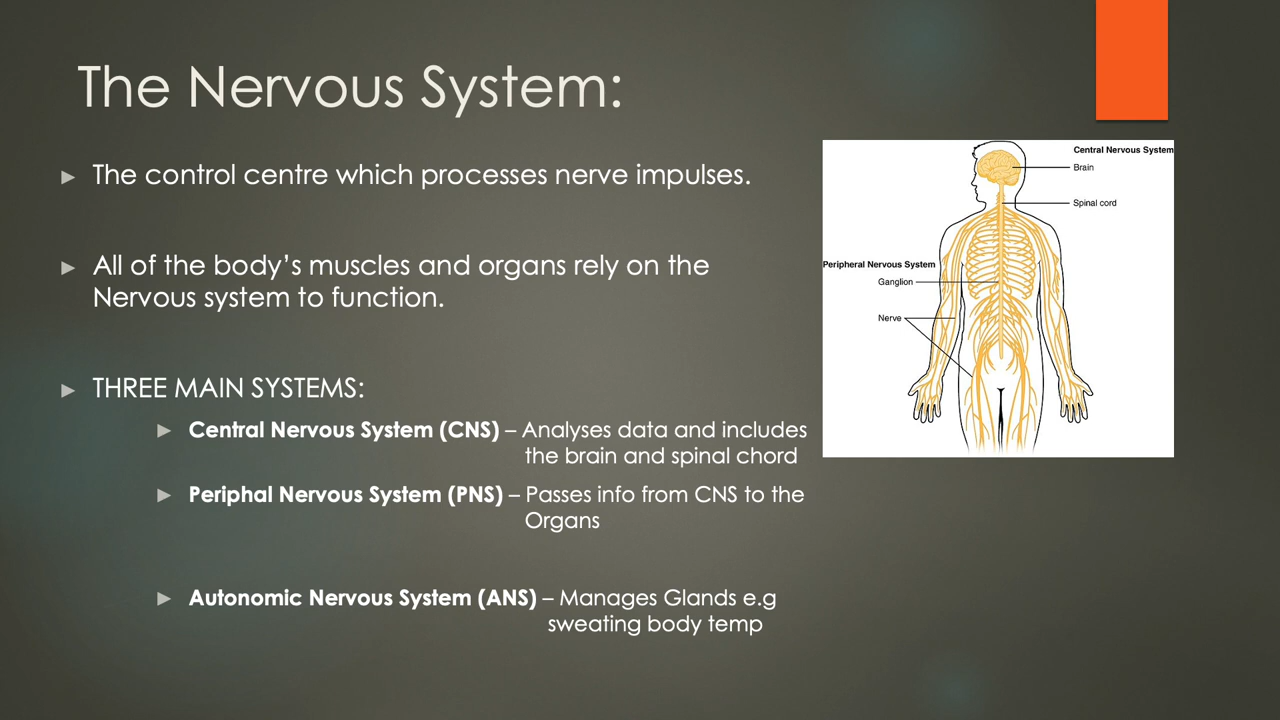 The Nervous System:
The control centre which processes nerve impulses.
All of the body’s muscles and organs rely on the
Nervous system to function.
THREE MAIN SYSTEMS:
Central Nervous System (CNS) – Analyses data and includes
the brain and spinal chord
Periphal Nervous System (PNS) – Passes info from CNS to the
Organs
Autonomic Nervous System (ANS) – Manages Glands e.g
sweating body temp
Central Nervous System
Brain
Spinal cord
Peripheral Nervous System
Ganglion
Nerve